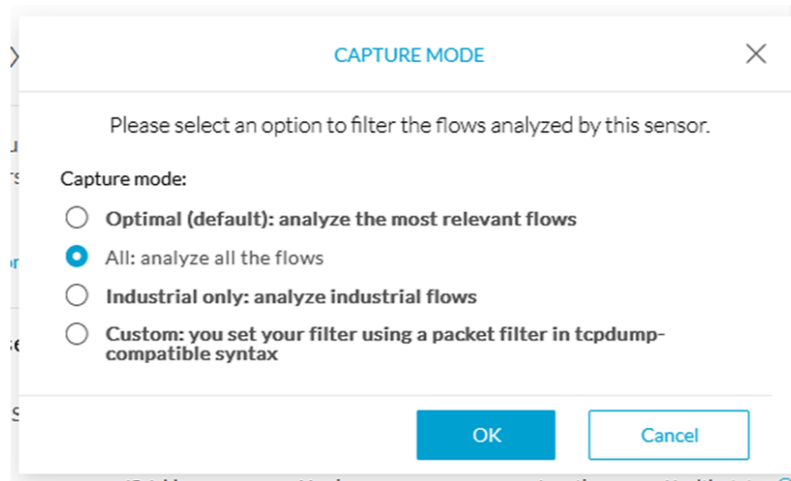 CAPTURE MODE
Please select an option to filter the flows analyzed by this sensor.
Capture mode:
Optimal (default): analyze the most relevant flows
All: analyze all the flows
Industrial only: analyze industrial flows
Custom: you set your filter using a packet filter in tcpdump-
compatible syntax
OK Cancel